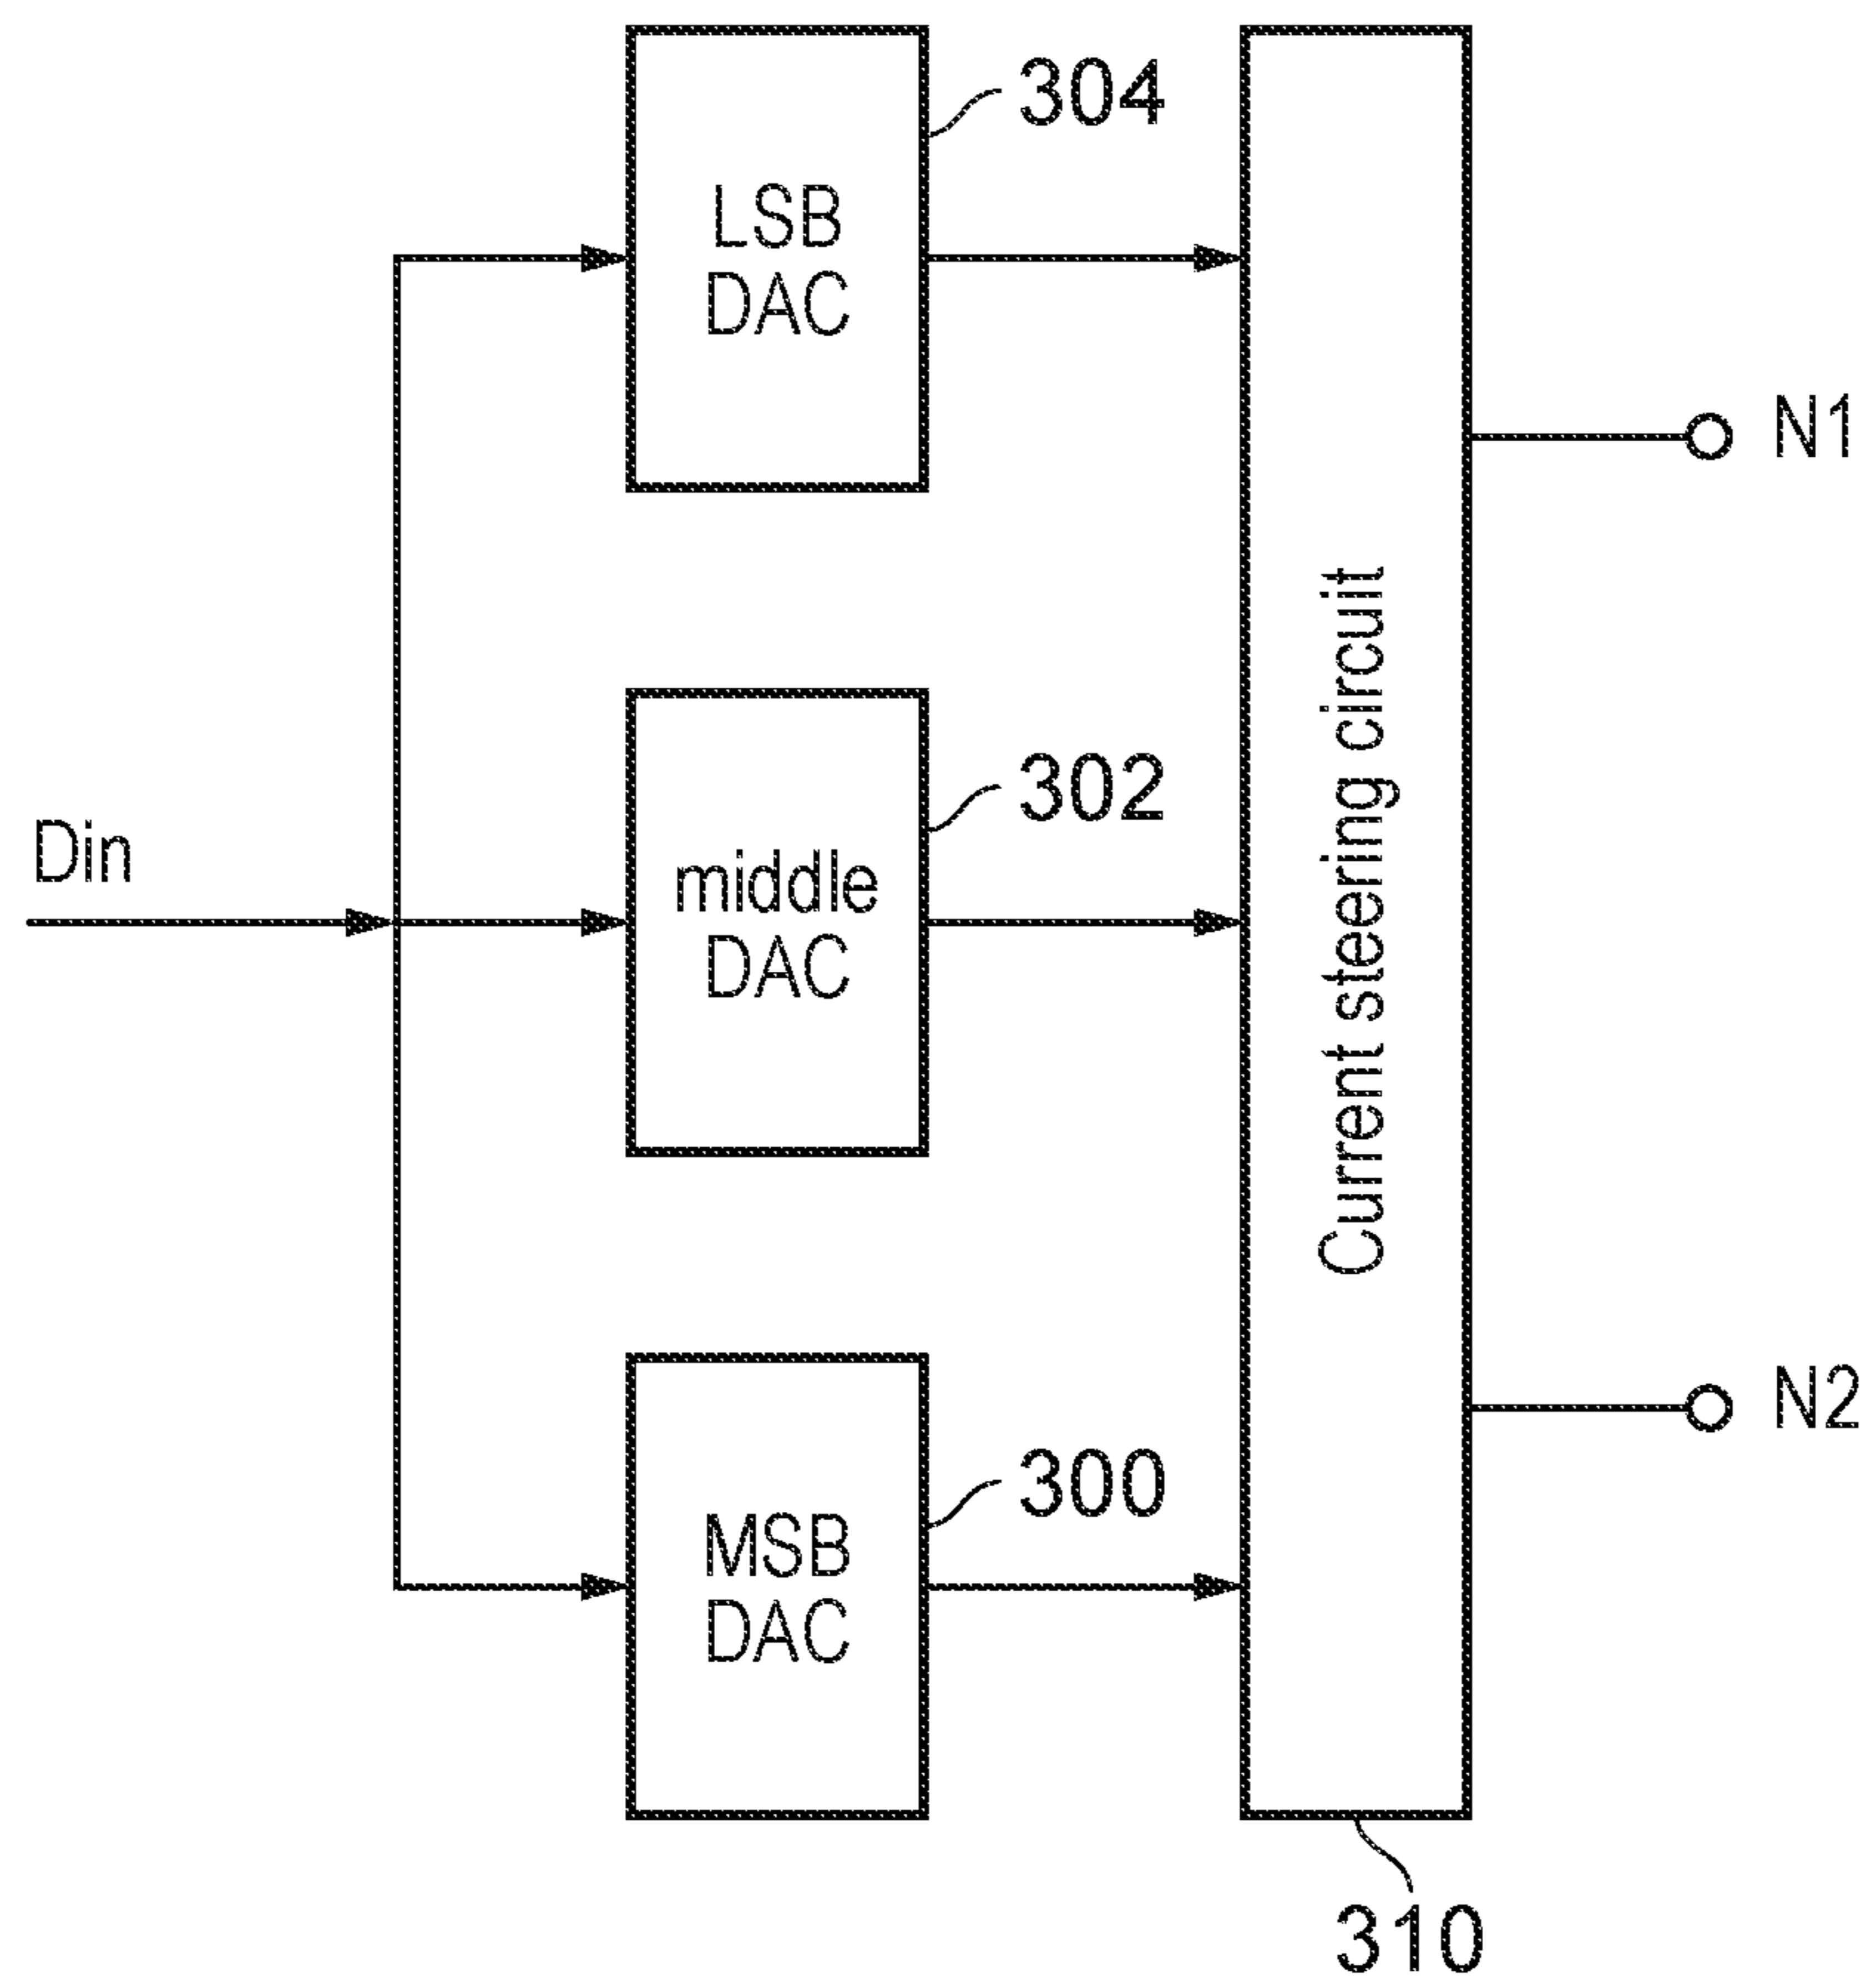 304
LSB
DAC
N1
302
Din
middle
DAC
Current steering circuit
N2
300
MSB
DAC
310